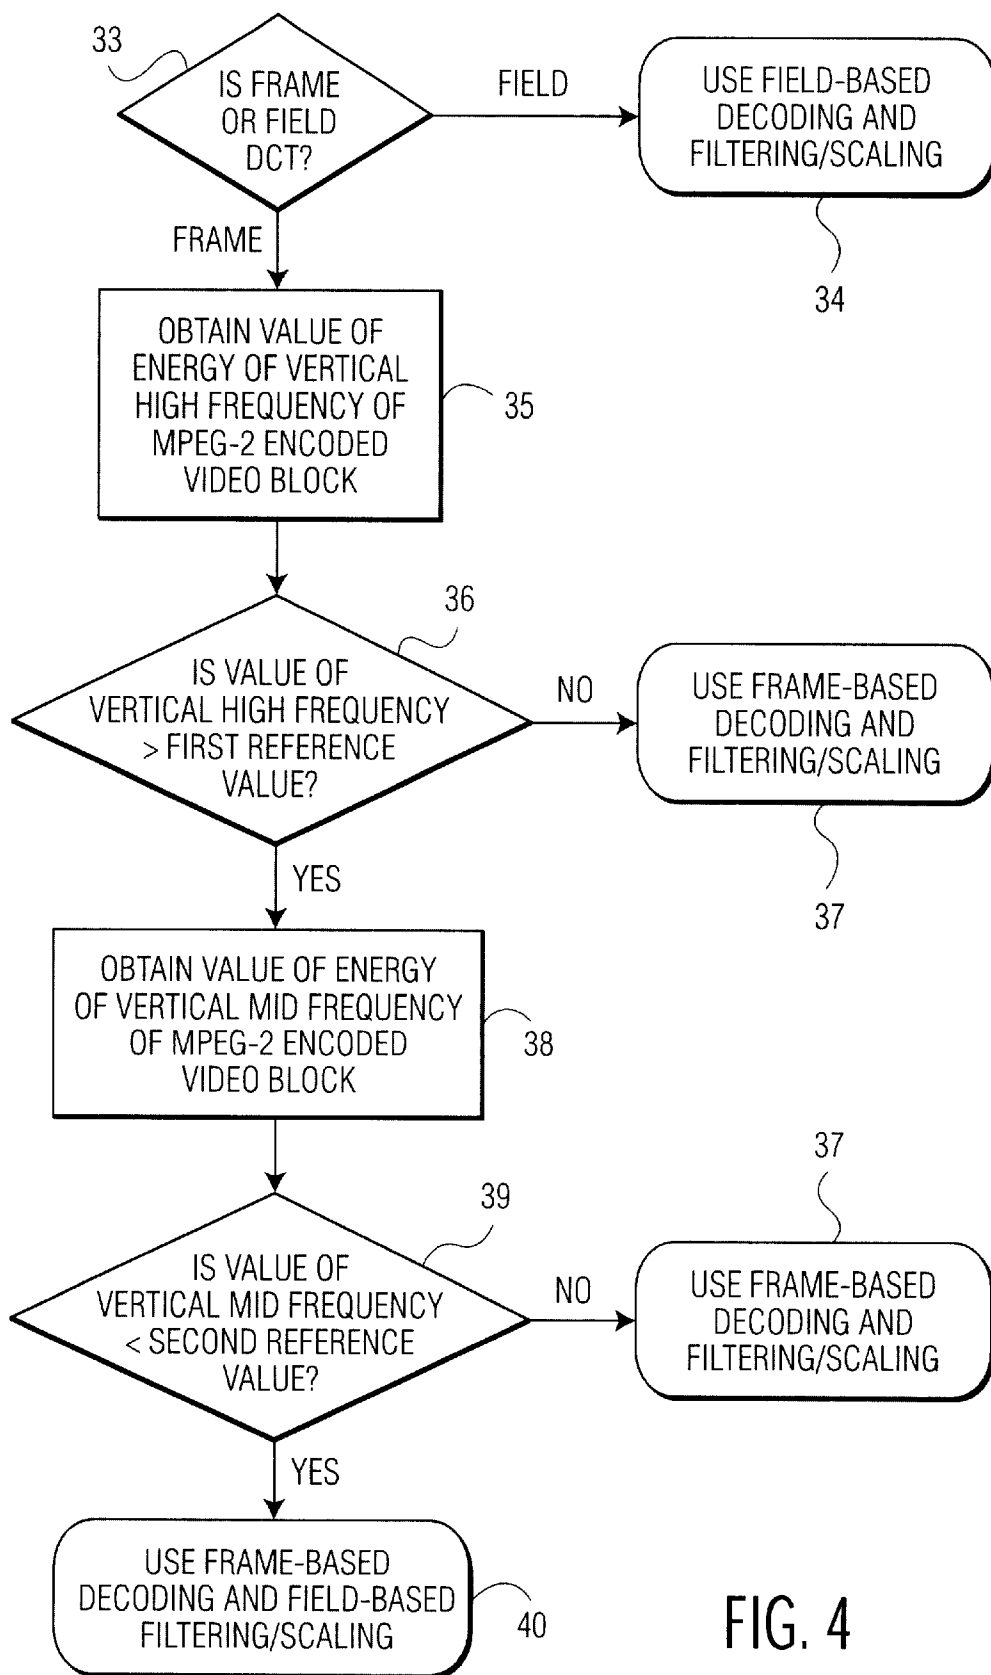 33
IS FRAME
OR FIELD
DCT?
FIELD
USE FIELD-BASED
DECODING AND
FILTERING/SCALING
34
FRAME
OBTAIN VALUE OF
ENERGY OF VERTICAL
HIGH FREQUENCY OF
MPEG-2 ENCODED
VIDEO BLOCK
35
36
IS VALUE OF
VERTICAL HIGH FREQUENCY
> FIRST REFERENCE
VALUE?
NO
USE FRAME-BASED
DECODING AND
FILTERING/SCALING
37
YES
OBTAIN VALUE OF ENERGY
OF VERTICAL MID FREQUENCY
OF MPEG-2 ENCODED
VIDEO BLOCK
38
39
IS VALUE OF
VERTICAL MID FREQUENCY
< SECOND REFERENCE
VALUE?
NO
37
USE FRAME-BASED
DECODING AND
FILTERING/SCALING
YES
USE FRAME-BASED
DECODING AND FIELD-BASED
FILTERING/SCALING
40
FIG. 4